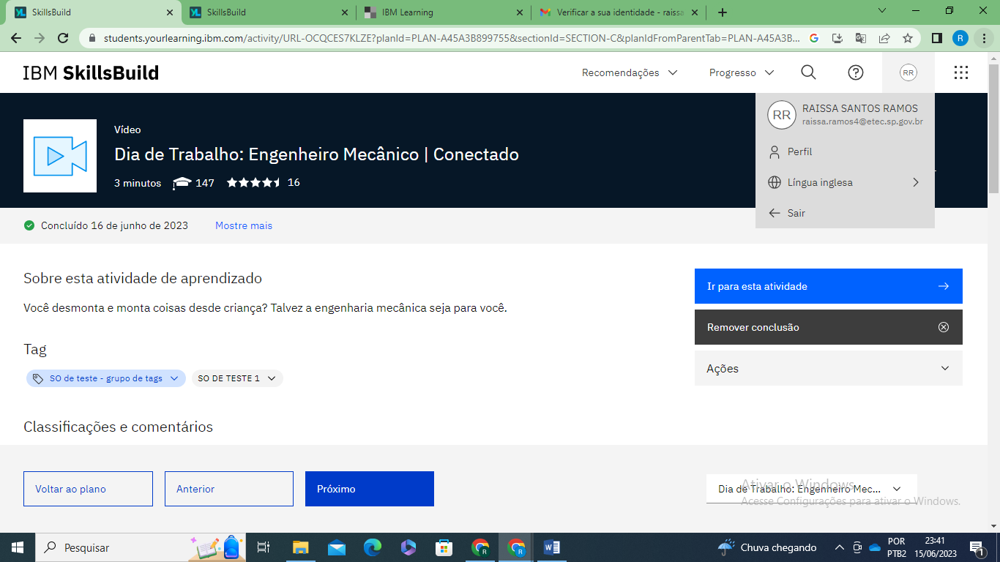 SkillsBuild
SkillsBuild
IBM Learning
Verificar a sua identidade - raissa
students.yourlearning.ibm.com/activity/URL-OCQCES7KLZE?planId=PLAN-A45A3B899755&sectionId=SECTION-C&planIdFromParentTab=PLAN-A45A3B...
R
IBM SkillsBuild
Recomendações
Progresso
RR
RR
RAISSA SANTOS RAMOS
raissa.ramos4@etec.sp.gov.br
Perfil
Língua inglesa
Sair
Vídeo
Dia de Trabalho: Engenheiro Mecânico | Conectado
3 minutos 147 16
Concluído 16 de junho de 2023 Mostre mais
Sobre esta atividade de aprendizado
Você desmonta e monta coisas desde criança? Talvez a engenharia mecânica seja para você.
Ir para esta atividade
Remover conclusão
Ações
Tag
SO de teste - grupo de tags
SO DE TESTE 1
Classificações e comentários
Voltar ao plano
Anterior
Próximo
Dia de Trabalho: Engenheiro Mec...
Ativar o Windows
Acesse Configurações para ativar o Windows.
Pesquisar
Chuva chegando
POR
PTB2
23:41
15/06/2023
1